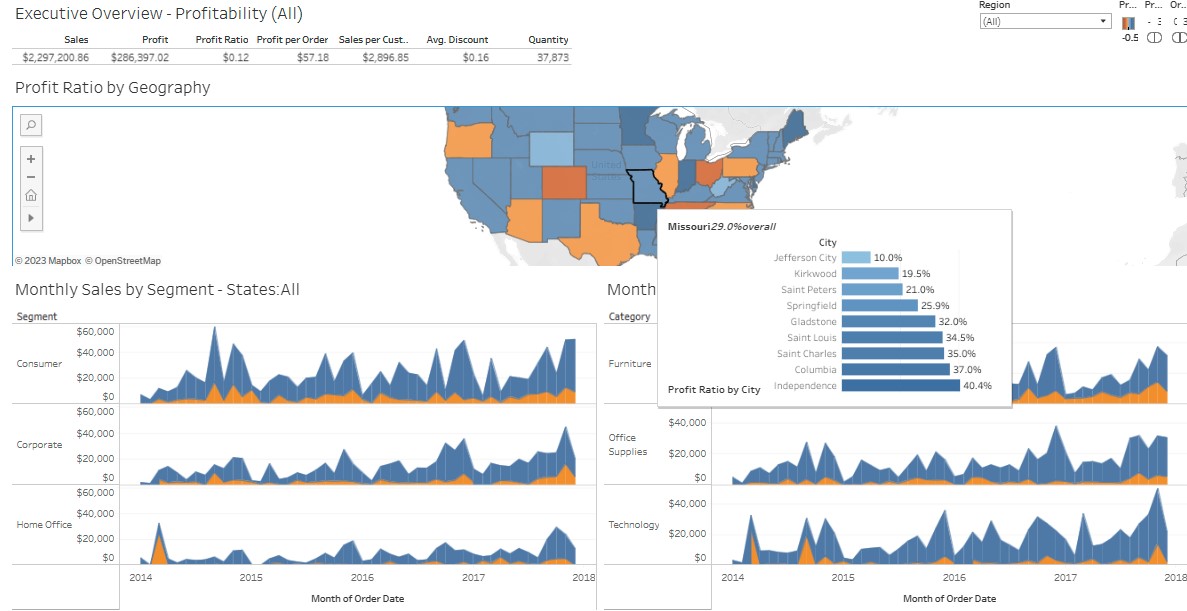 Executive Overview - Profitability (All)
Region
Pr... Pr... Or...
(All)
-0.5
Sales Profit Profit Ratio Profit per Order Sales per Cust.. Avg. Discount Quantity
$2,297,200.86 $286,397.02 $0.12 $57.18 $2,896.85 $0.16 37,873
Profit Ratio by Geography
United
States
© 2023 Mapbox © OpenStreetMap
Missouri29.0%overall
City
Jefferson City 10.0%
Kirkwood 19.5%
Saint Peters 21.0%
Springfield 25.9%
Gladstone 32.0%
Saint Louis 34.5%
Saint Charles 35.0%
Columbia 37.0%
Independence 40.4%
Profit Ratio by City
Monthly Sales by Segment - States:All
Segment
Consumer
$60,000
$40,000
$20,000
$0
Corporate
$60,000
$40,000
$20,000
$0
Home Office
$60,000
$40,000
$20,000
$0
2014 2015 2016 2017 2018
Month of Order Date
Month
Category
Furniture
Office
Supplies
$40,000
$20,000
$0
Technology
$40,000
$20,000
$0
2014 2015 2016 2017 2018
Month of Order Date